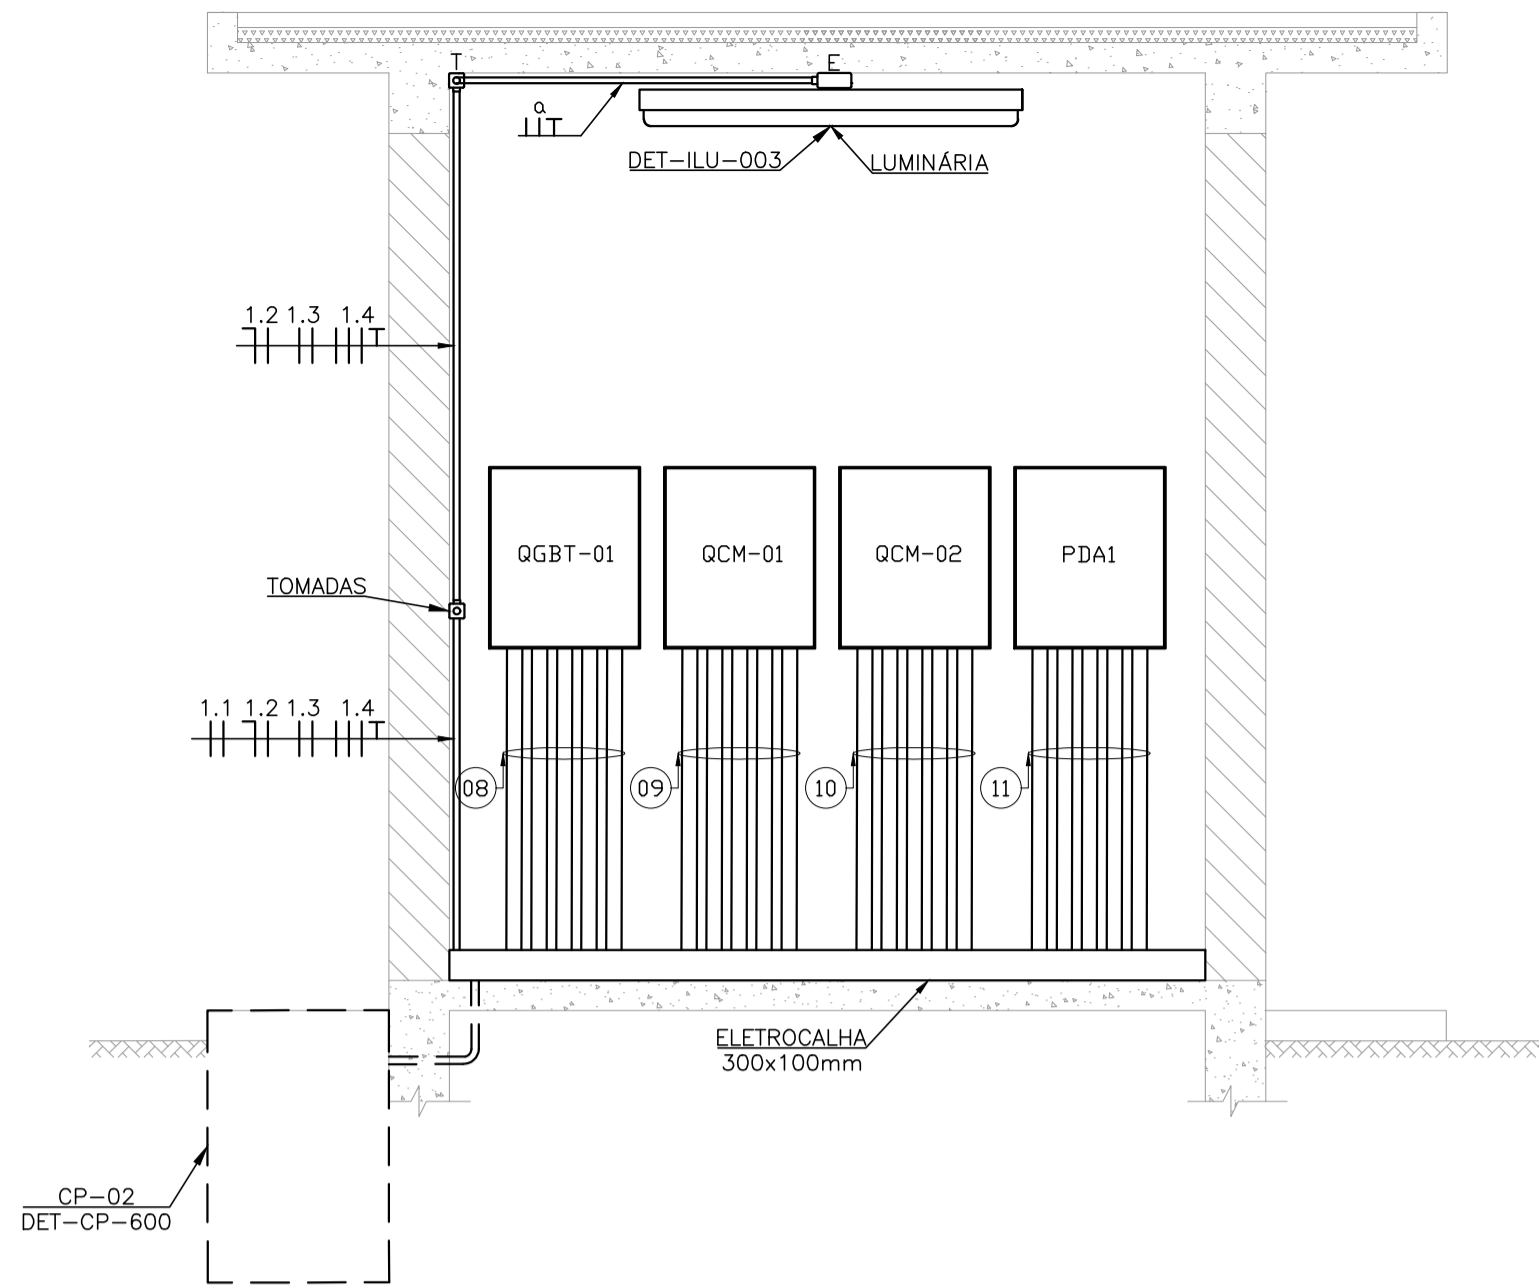 T
E
a
DET-ILU-003
LUMINÁRIA
1.2 1.3 1.4
QGBT-01
QCM-01
QCM-02
PDA1
TOMADAS
1.1 1.2 1.3 1.4
08
09
10
11
ELETROCALHA
300x100mm
CP-02
DET-CP-600